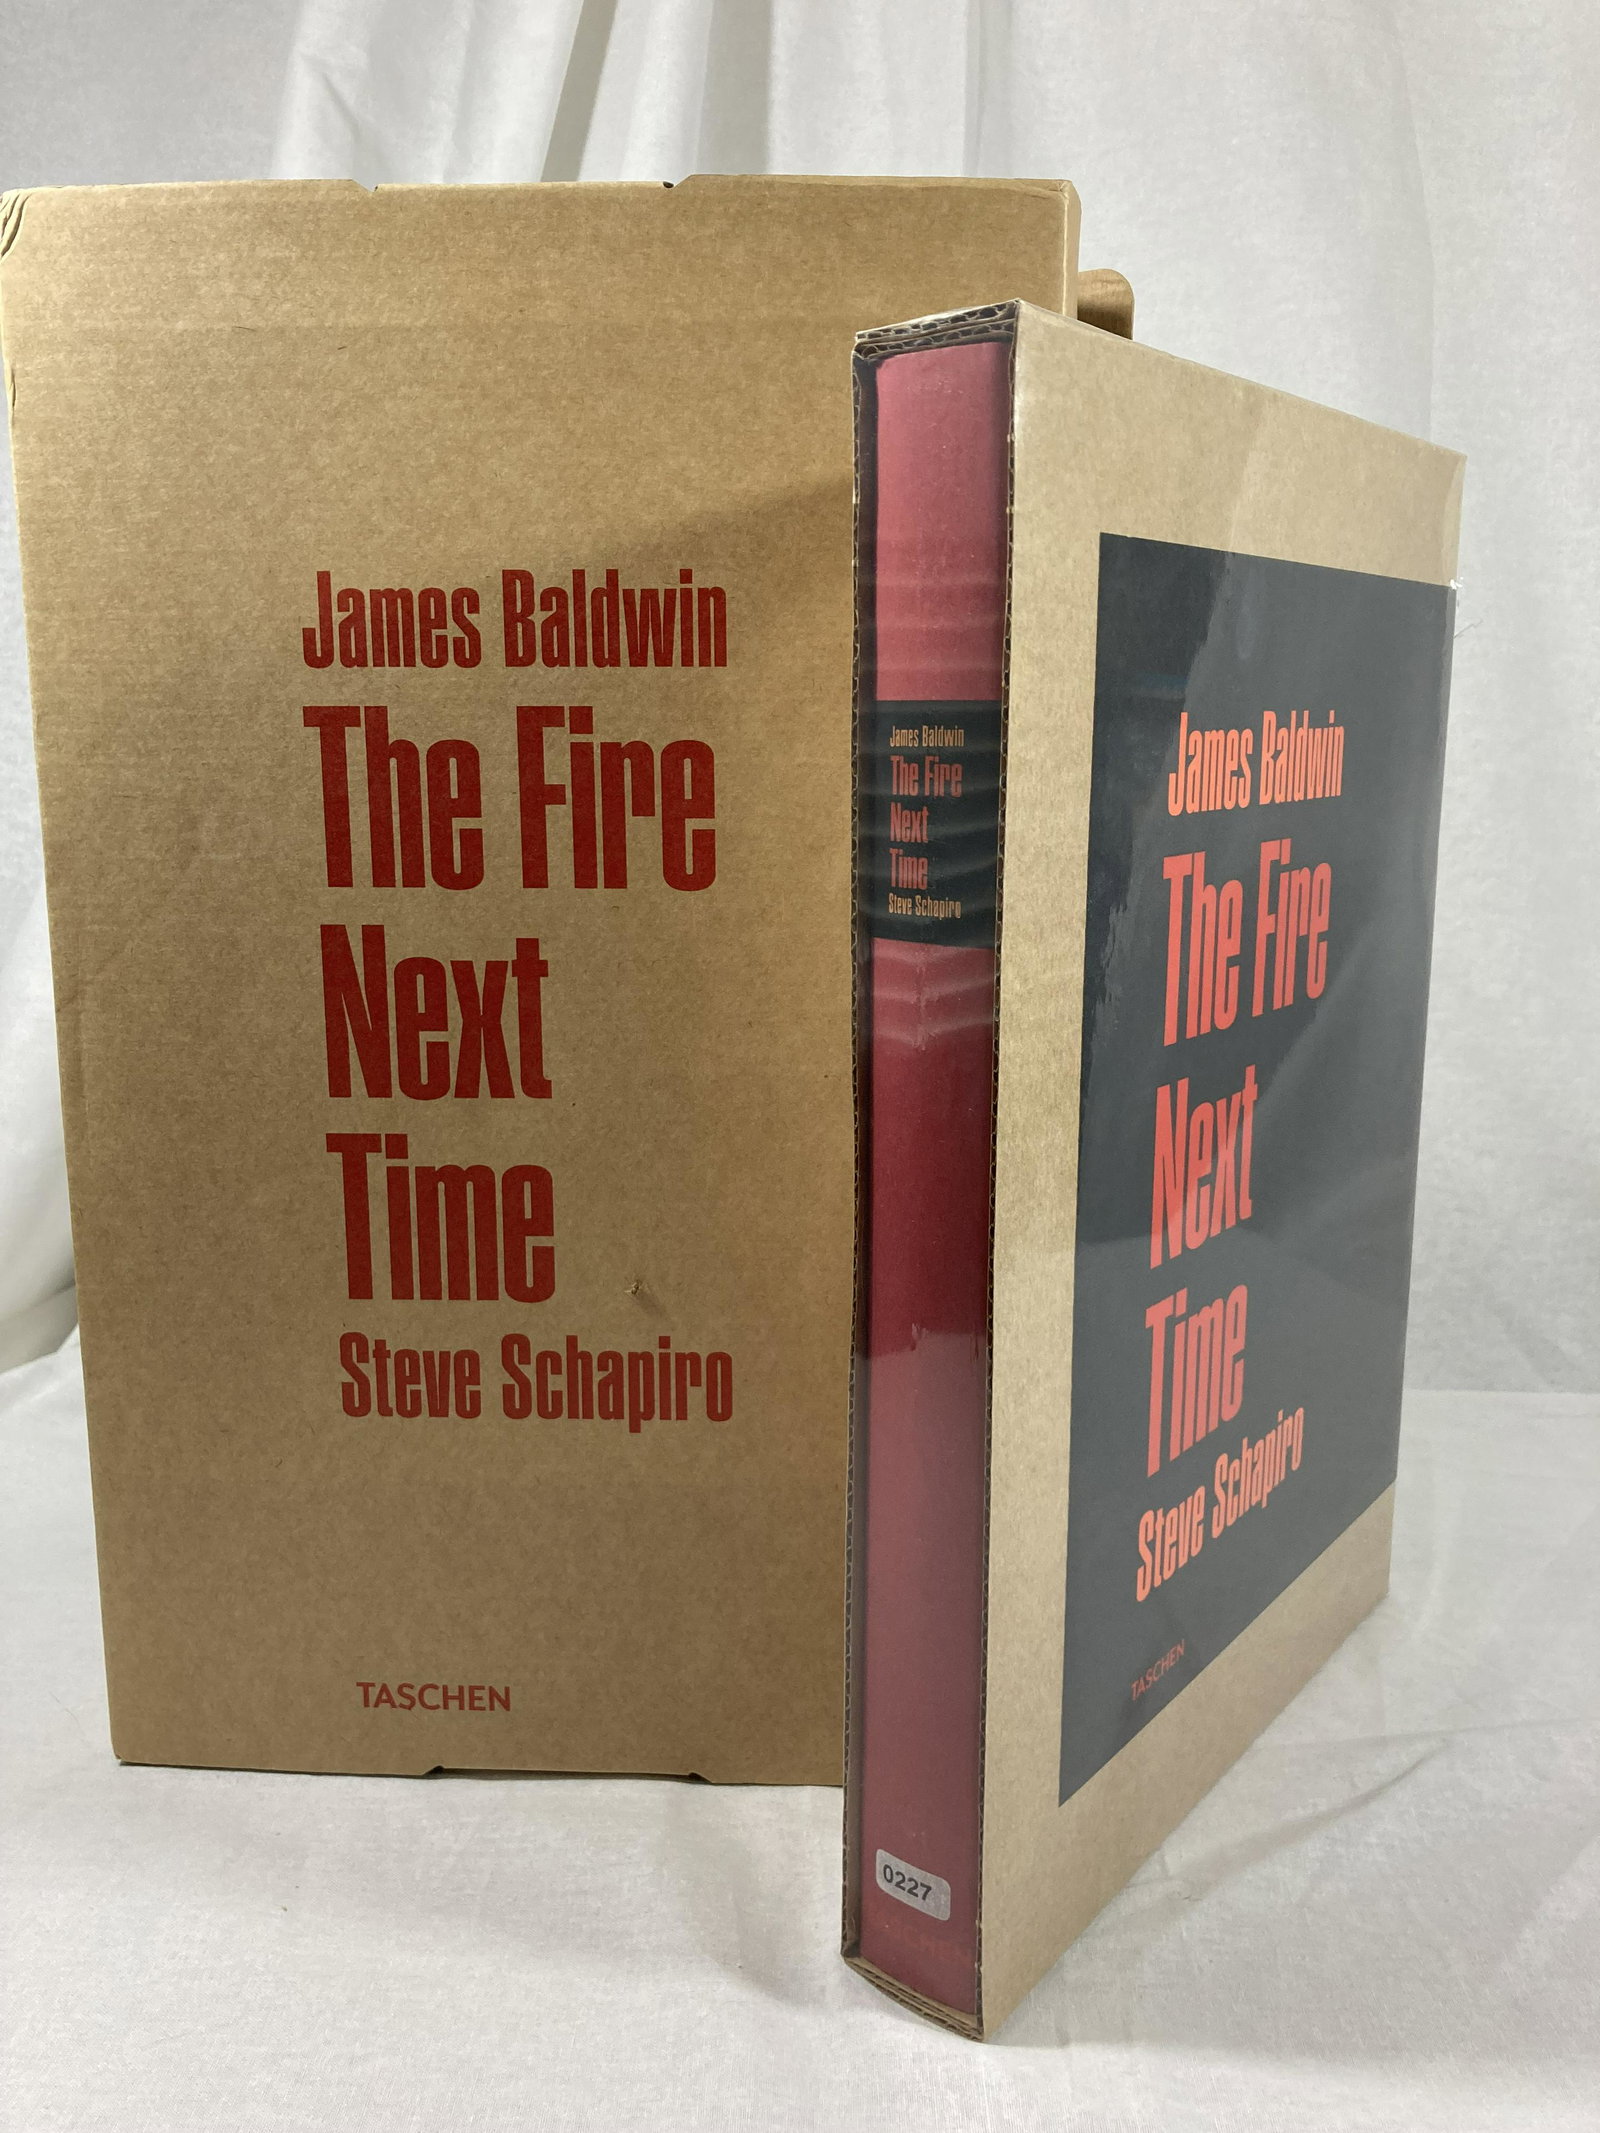 James Baldwin
The Fire
Next
Time
Steve Schapiro
TASCHEN
James Baldwin
The Fire
Next
Time
Steve Schapiro
0227
James Baldwin
The Fire
Next
Time
Steve Schapiro
TASCHEN